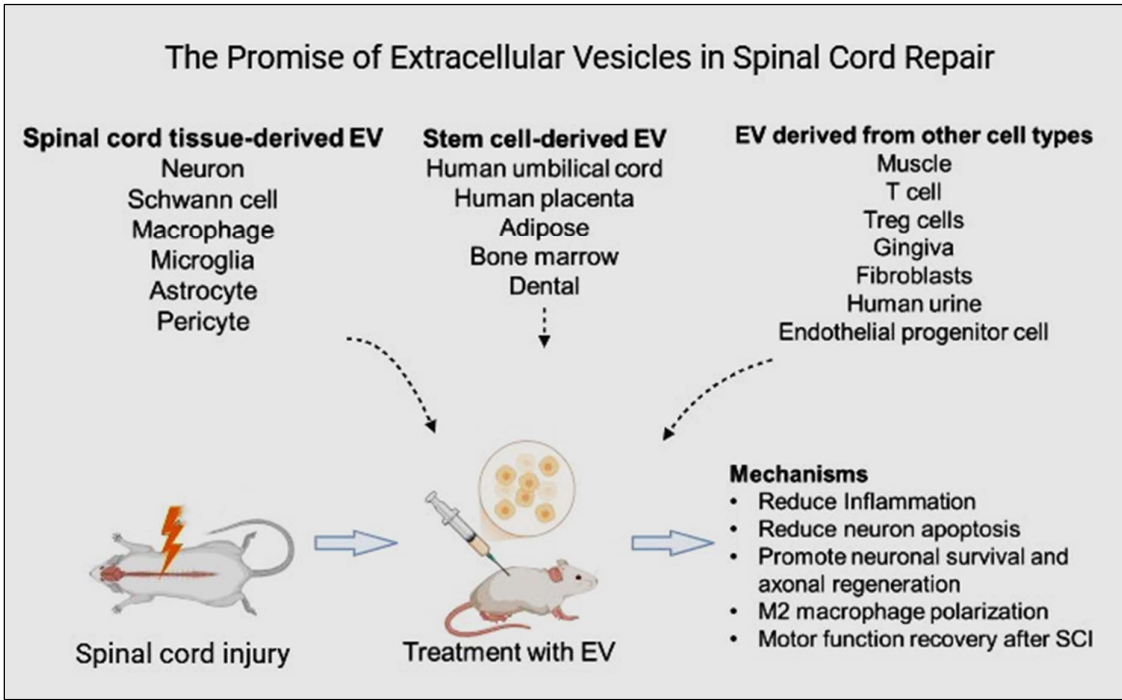 The Promise of Extracellular Vesicles in Spinal Cord Repair
Spinal cord tissue-derived EV
Neuron
Schwann cell
Macrophage
Microglia
Astrocyte
Pericyte
Stem cell-derived EV
Human umbilical cord
Human placenta
Adipose
Bone marrow
Dental
EV derived from other cell types
Muscle
T cell
Treg cells
Gingiva
Fibroblasts
Human urine
Endothelial progenitor cell
Spinal cord injury
Treatment with EV
Mechanisms
• Reduce Inflammation
• Reduce neuron apoptosis
• Promote neuronal survival and
axonal regeneration
• M2 macrophage polarization
• Motor function recovery after SCI